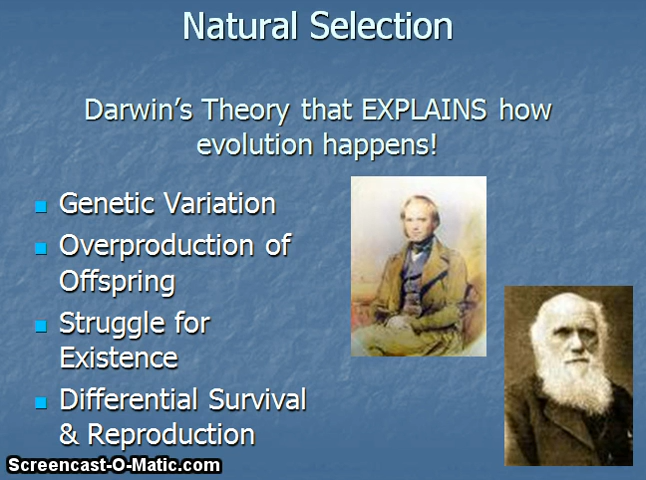 Natural Selection
Darwin's Theory that EXPLAINS how
evolution happens!
Genetic Variation
Overproduction of
Offspring
Struggle for
Existence
Differential Survival
& Reproduction
Screencast-O-Matic.com